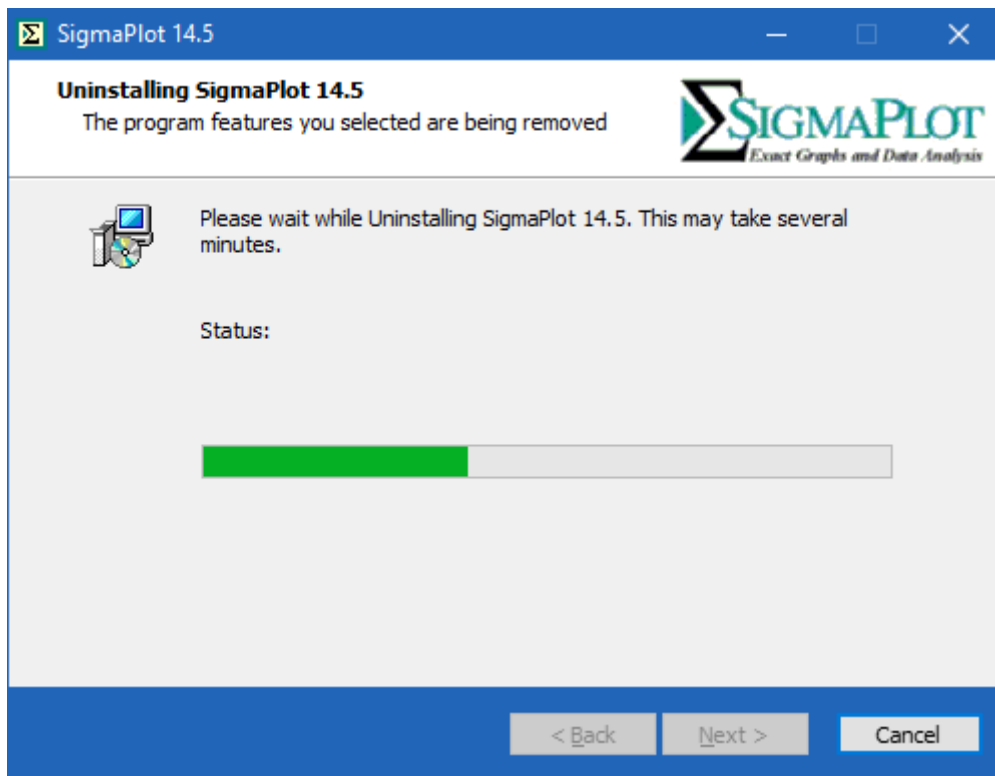 SigmaPlot 14.5
Uninstalling SigmaPlot 14.5
The program features you selected are being removed
SIGMAPLOT
Exact Graphs and Data Analysis
Please wait while Uninstalling SigmaPlot 14.5. This may take several
minutes.
Status:
< Back
Next >
Cancel